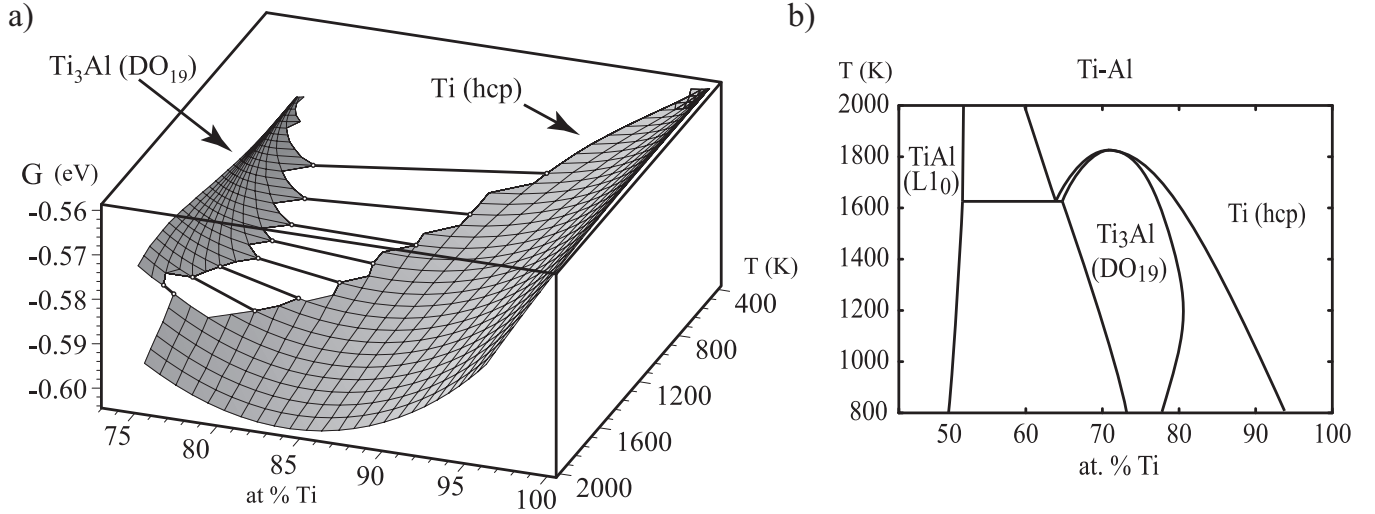 a)
Ti3Al (DO19)
Ti (hcp)
G (eV)
-0.56
-0.57
-0.58
-0.59
-0.60
75
80
85
90
95
100
at % Ti
T (K)
400
800
1200
1600
2000
b)
T (K)
Ti-Al
2000
1800
1600
1400
1200
1000
800
TiAl
(L10)
Ti3Al
(DO19)
Ti (hcp)
50
60
70
80
90
100
at. % Ti